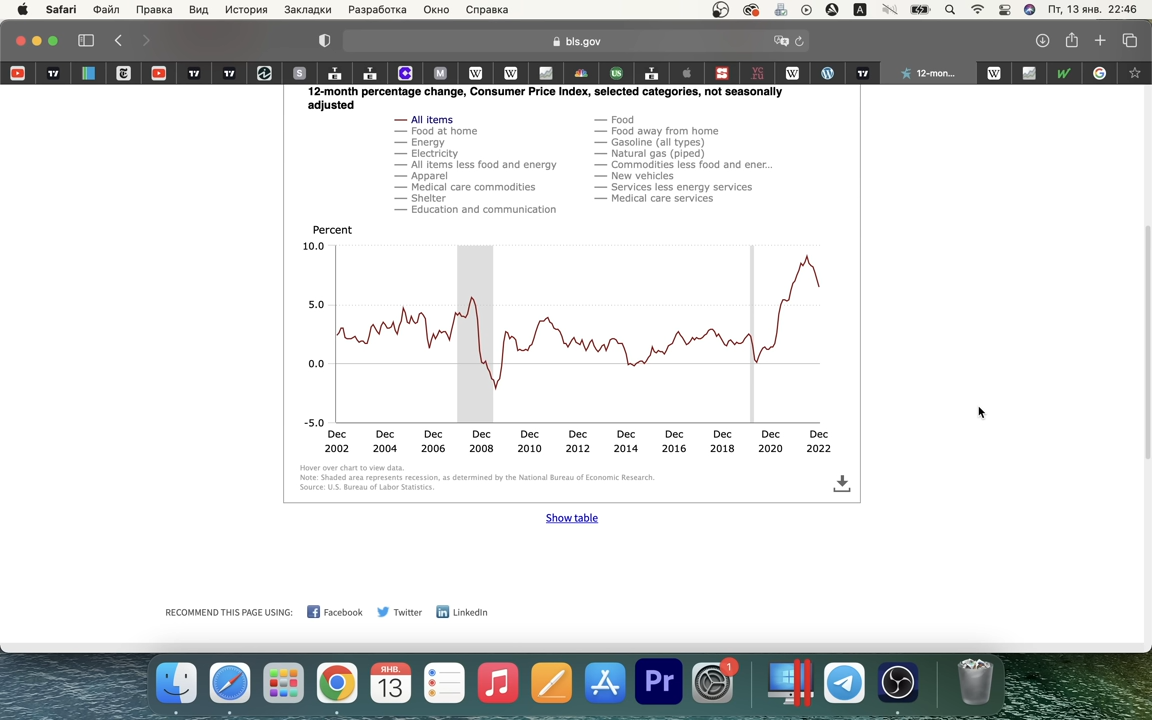 Safari Файл Правка Вид История Закладки Разработка Окно Справка A Пт, 13 янв. 22:46
bls.gov
12-mon...
12-month percentage change, Consumer Price Index, selected categories, not seasonally
adjusted
All items Food
Food at home Food away from home
Energy Gasoline (all types)
Electricity Natural gas (piped)
All items less food and energy Commodities less food and ener...
Apparel New vehicles
Medical care commodities Services less energy services
Shelter Medical care services
Education and communication
Percent
10.0
5.0
0.0
-5.0
Dec Dec Dec Dec Dec Dec Dec Dec Dec Dec Dec
2002 2004 2006 2008 2010 2012 2014 2016 2018 2020 2022
Hover over chart to view data.
Note: Shaded area represents recession, as determined by the National Bureau of Economic Research.
Source: U.S. Bureau of Labor Statistics.
Show table
RECOMMEND THIS PAGE USING: Facebook Twitter LinkedIn
ЯНВ.
13
Pr
1